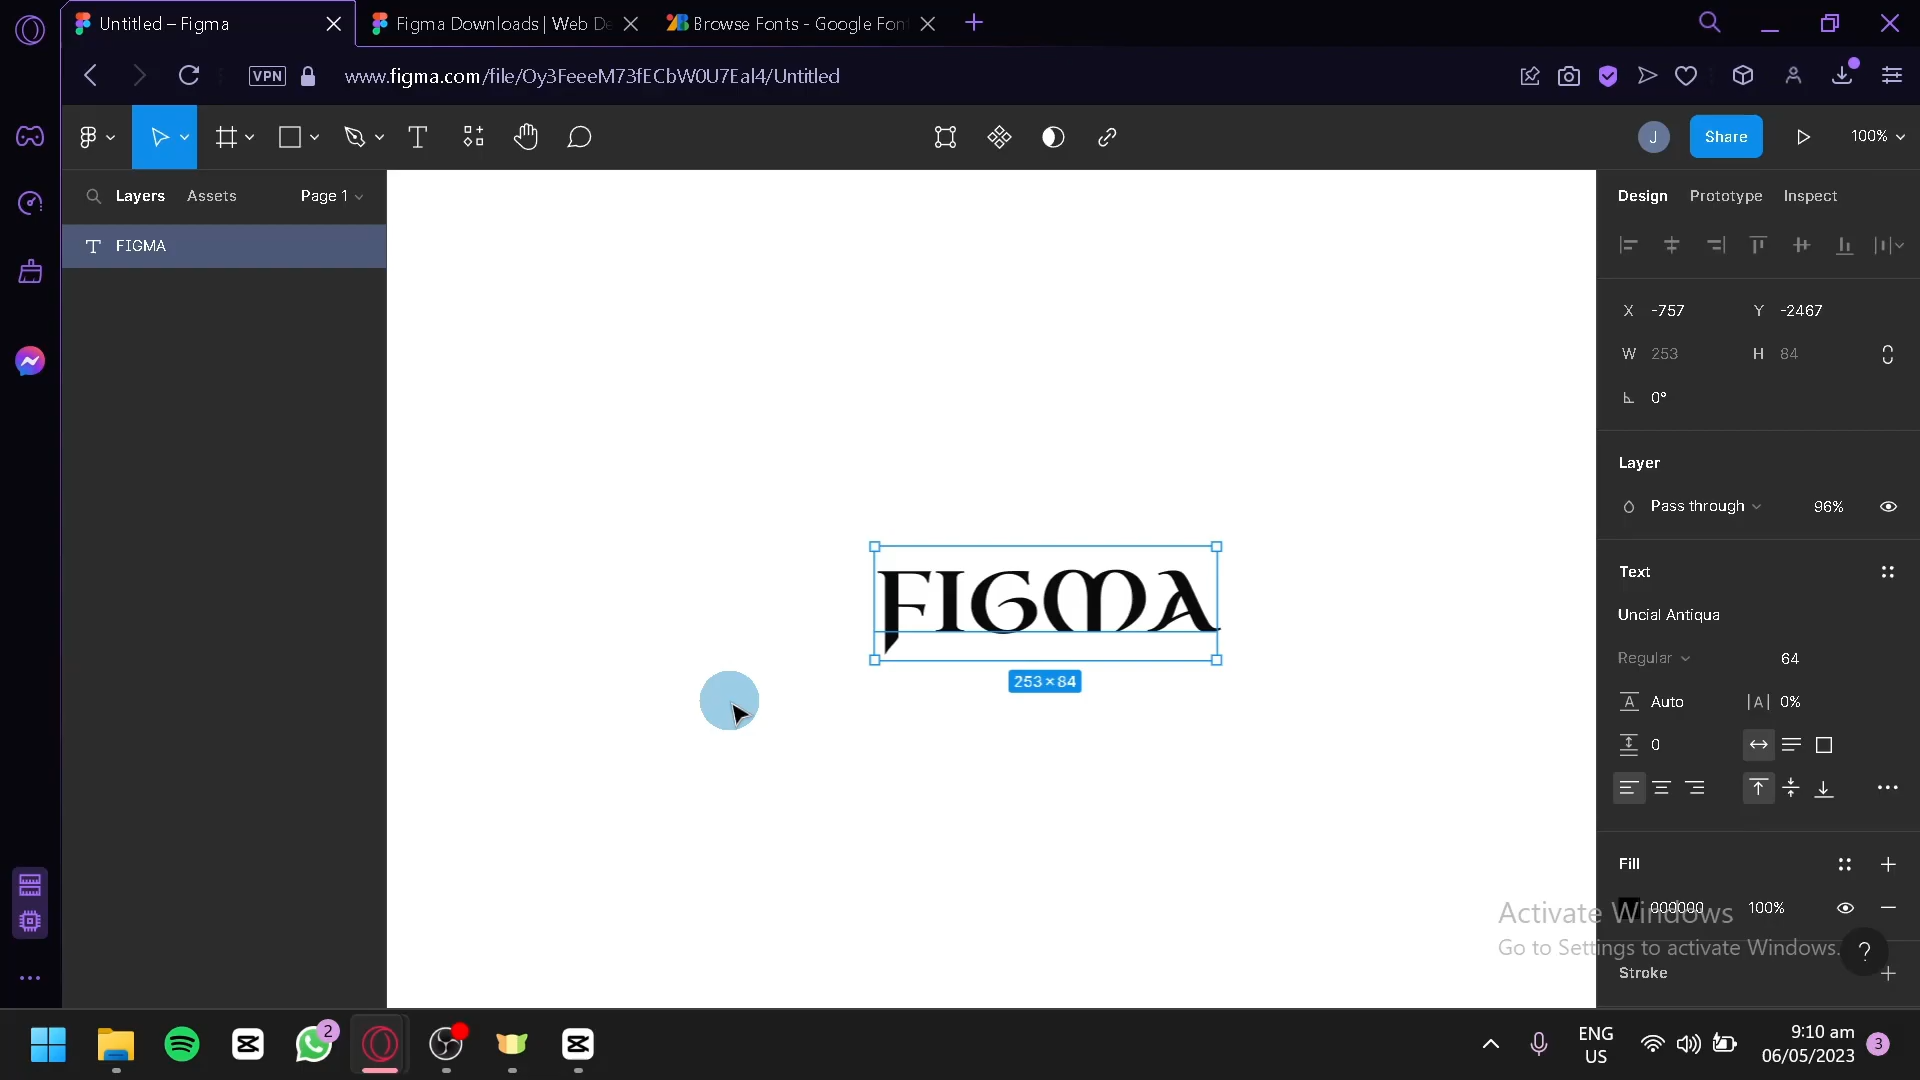 Untitled – Figma
Figma Downloads | Web De
Browse Fonts - Google Fon
VPN
www.figma.com/file/Oy3FeeeM73fECbW0U7Eal4/Untitled
J
Share
100%
Layers
Assets
Page 1
Design
Prototype
Inspect
FIGMA
X -757
Y -2467
W 253
H 84
0°
Layer
Pass through
96%
Text
Uncial Antiqua
Regular
64
Auto
|A| 0%
0
FIGMA
253 × 84
Fill
000000
100%
Activate Windows
Go to Settings to activate Windows.
?
Stroke
2
ENG
US
9:10 am
06/05/2023
3